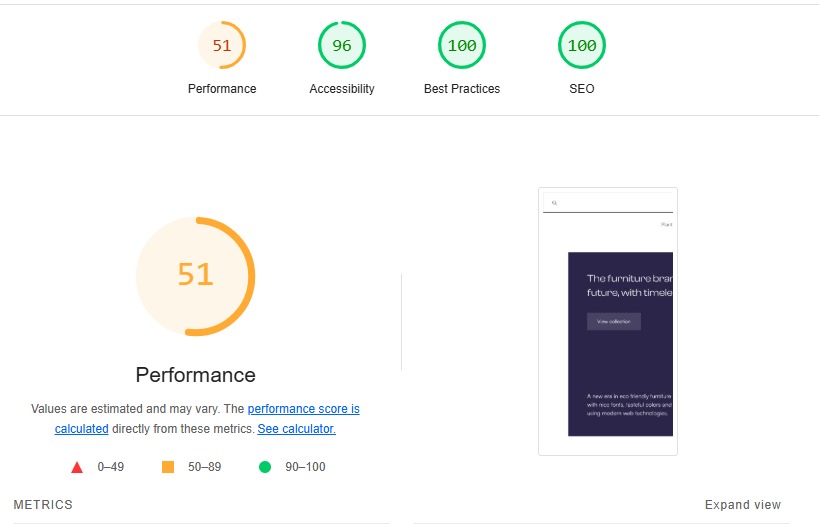 51
96
100
100
Performance
Accessibility
Best Practices
SEO
51
Performance
Values are estimated and may vary. The performance score is
calculated directly from these metrics. See calculator.
0–49
50–89
90–100
Plant
The furniture bran
future, with timele
View collection
A new era in eco friendly furniture
with nice fonts, tasteful colors and
using modern web technologies.
METRICS
Expand view